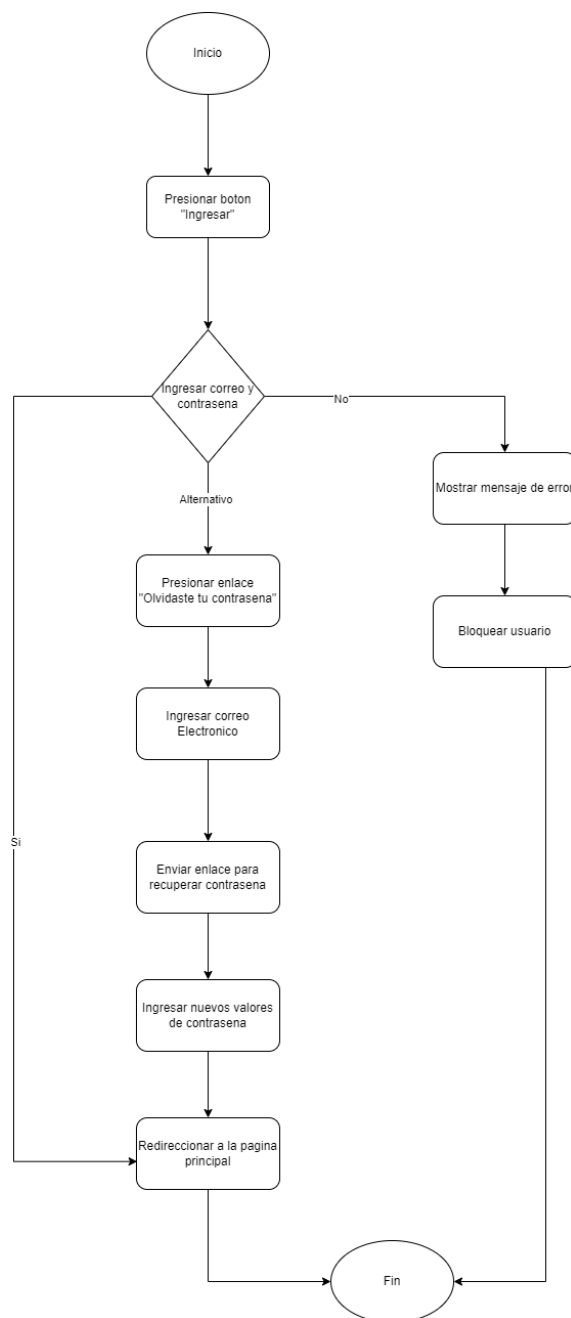 Inicio
Presionar boton
"Ingresar"
Ingresar correo y
contrasena
No
Mostrar mensaje de error
Alternativo
Presionar enlace
"Olvidaste tu contrasena"
Bloquear usuario
Ingresar correo
Electronico
Si
Enviar enlace para
recuperar contrasena
Ingresar nuevos valores
de contrasena
Redireccionar a la pagina
principal
Fin